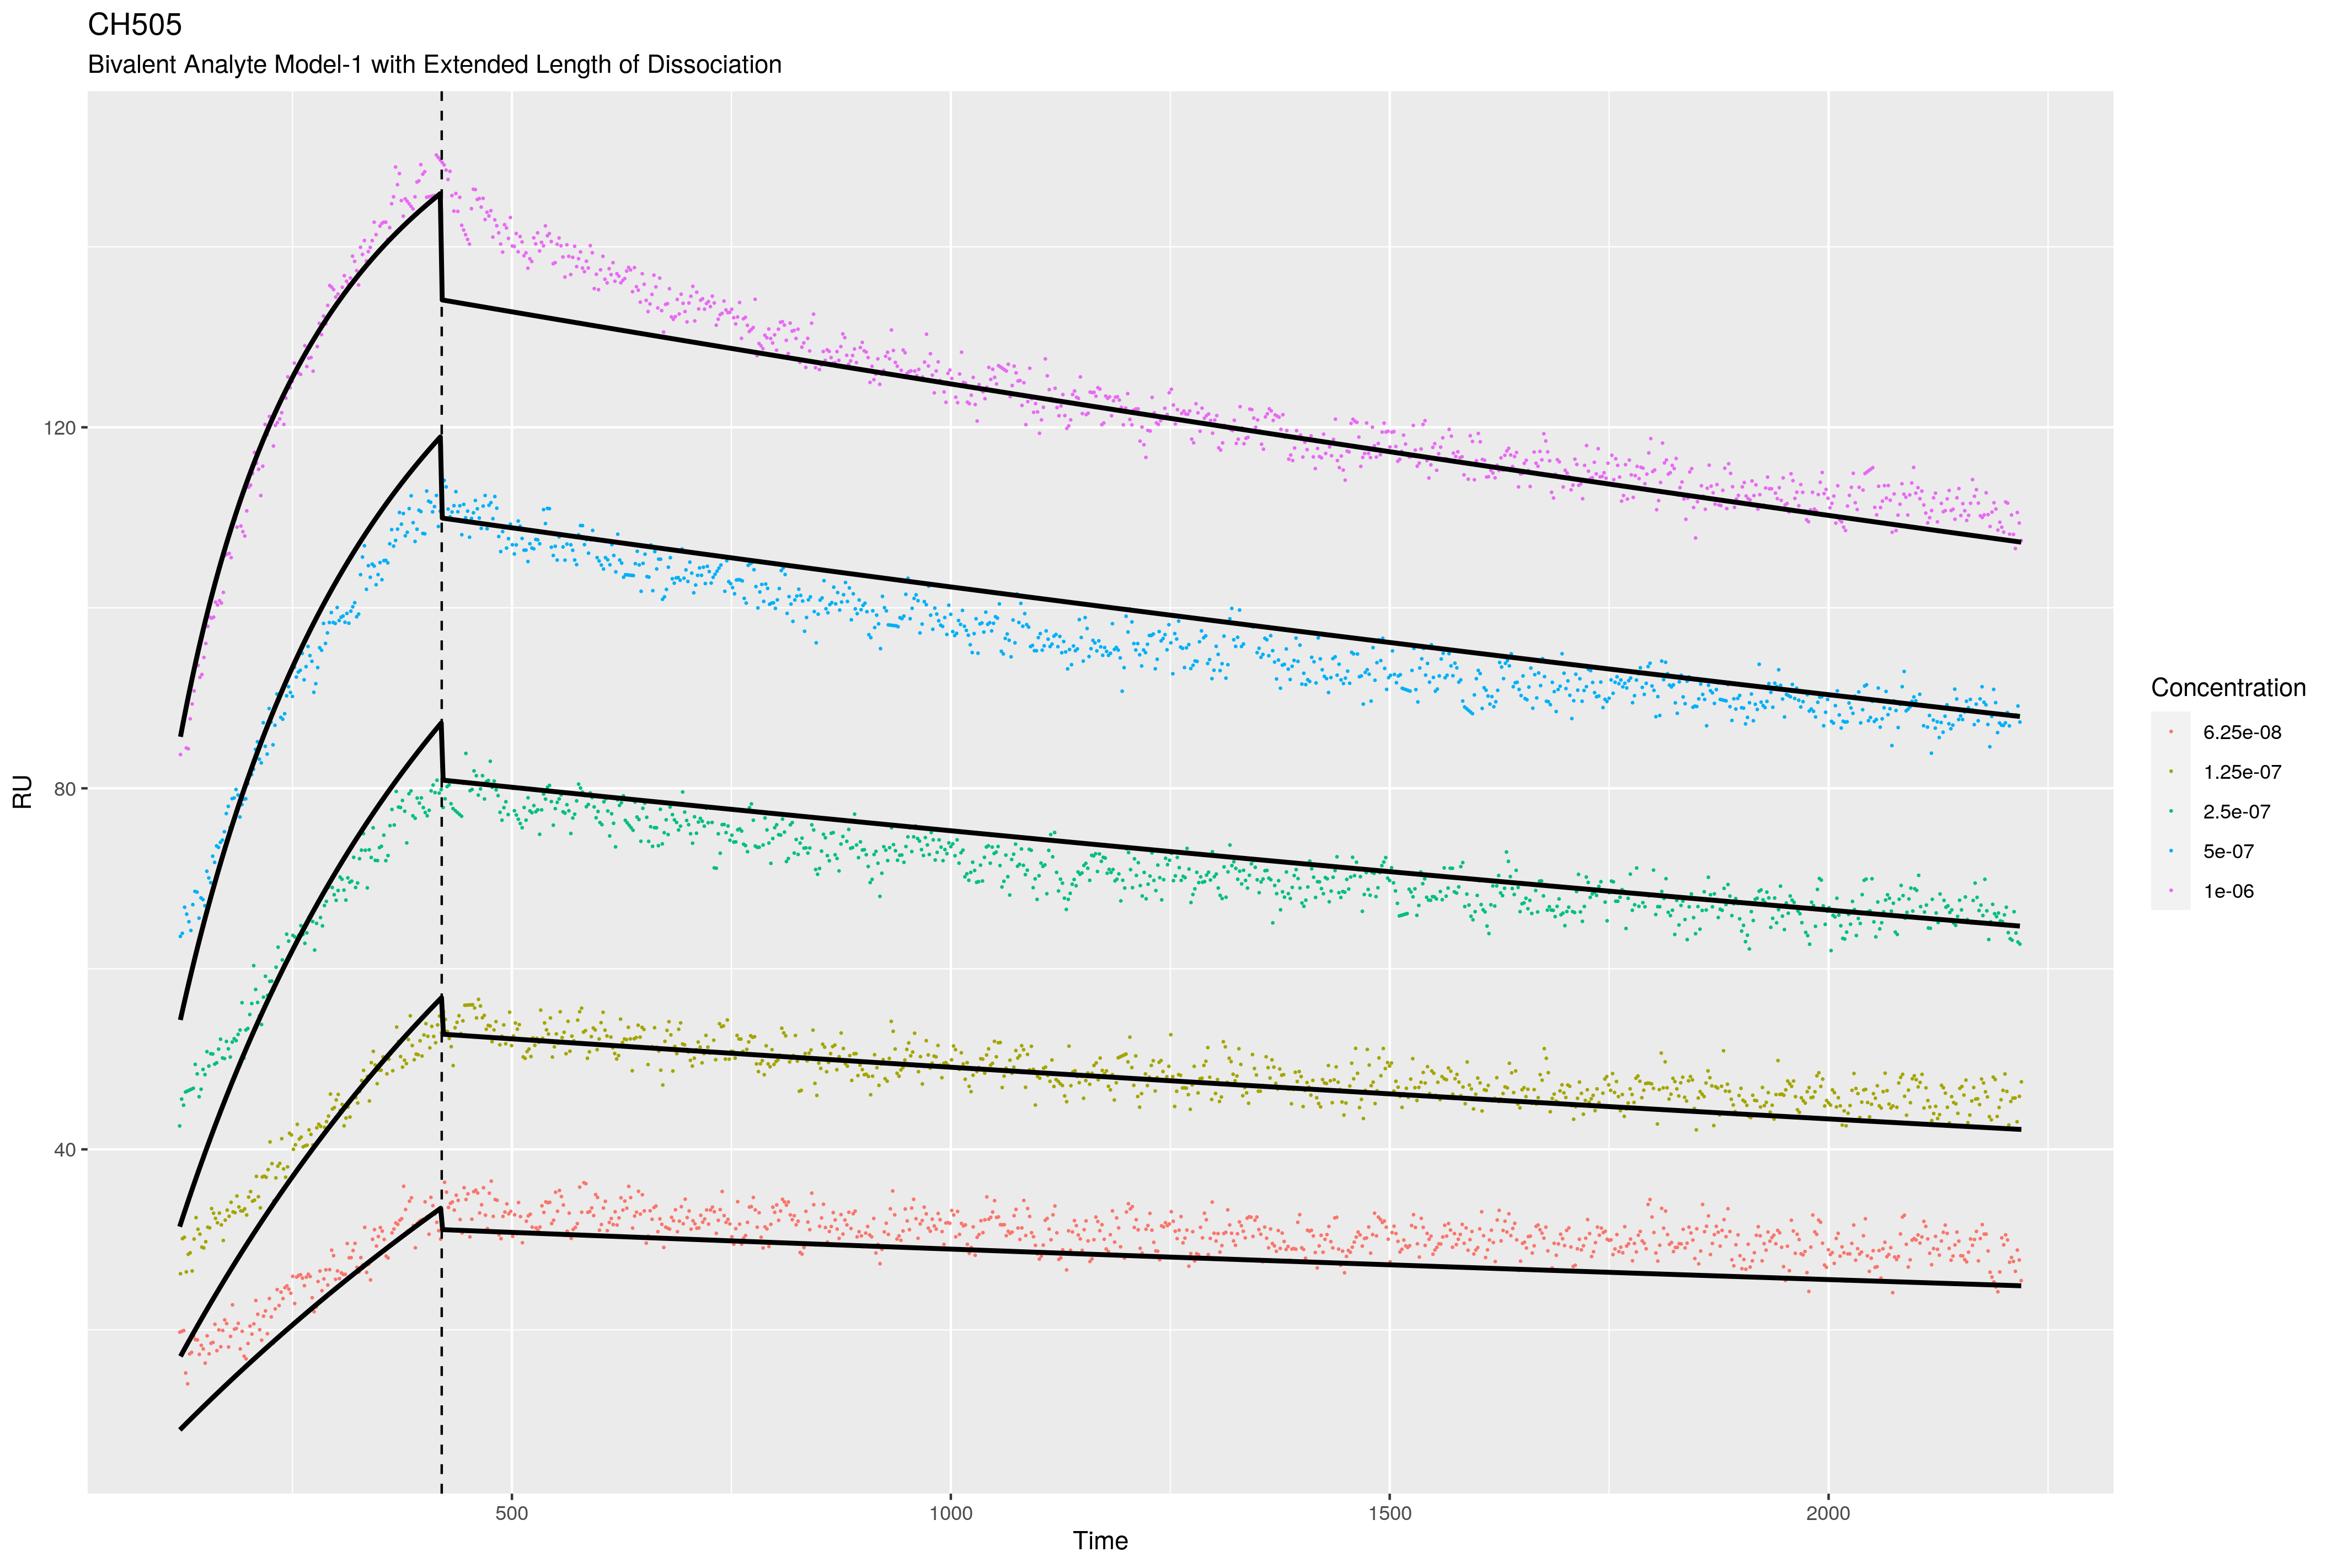 CH505
Bivalent Analyte Model-1 with Extended Length of Dissociation
RU
120
80
40
500
1000
1500
2000
Time
Concentration
6.25e-08
1.25e-07
2.5e-07
5e-07
1e-06